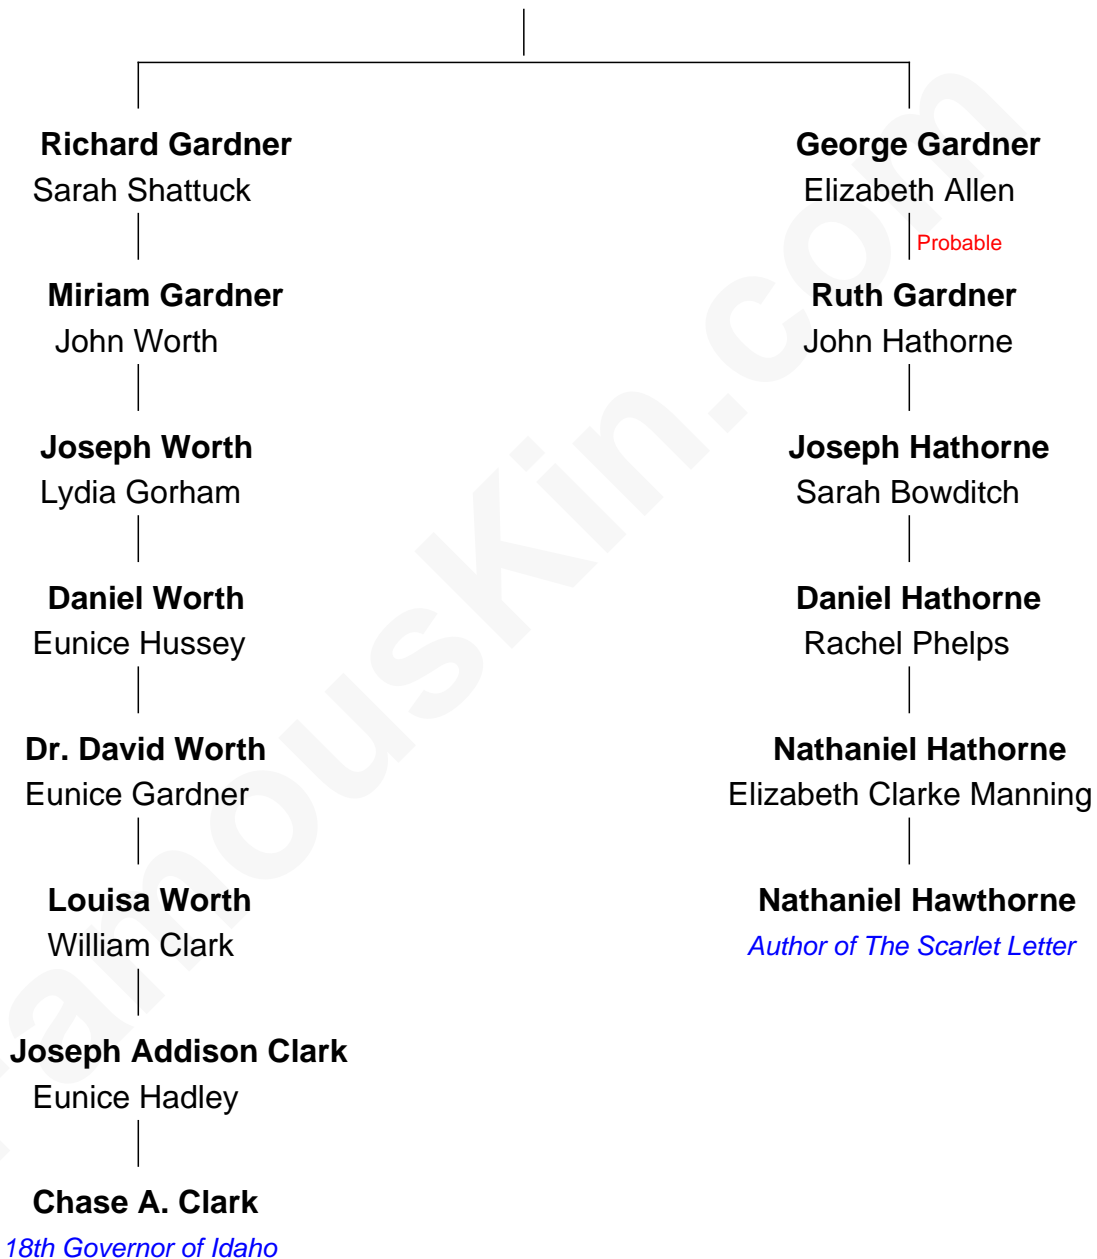 Richard Gardner
Sarah Shattuck
Miriam Gardner
John Worth
Joseph Worth
Lydia Gorham
Daniel Worth
Eunice Hussey
Dr. David Worth
Eunice Gardner
Louisa Worth
William Clark
Joseph Addison Clark
Eunice Hadley
Chase A. Clark
18th Governor of Idaho
George Gardner
Elizabeth Allen
Probable
Ruth Gardner
John Hathorne
Joseph Hathorne
Sarah Bowditch
Daniel Hathorne
Rachel Phelps
Nathaniel Hathorne
Elizabeth Clarke Manning
Nathaniel Hawthorne
Author of The Scarlet Letter
FamousKin.com